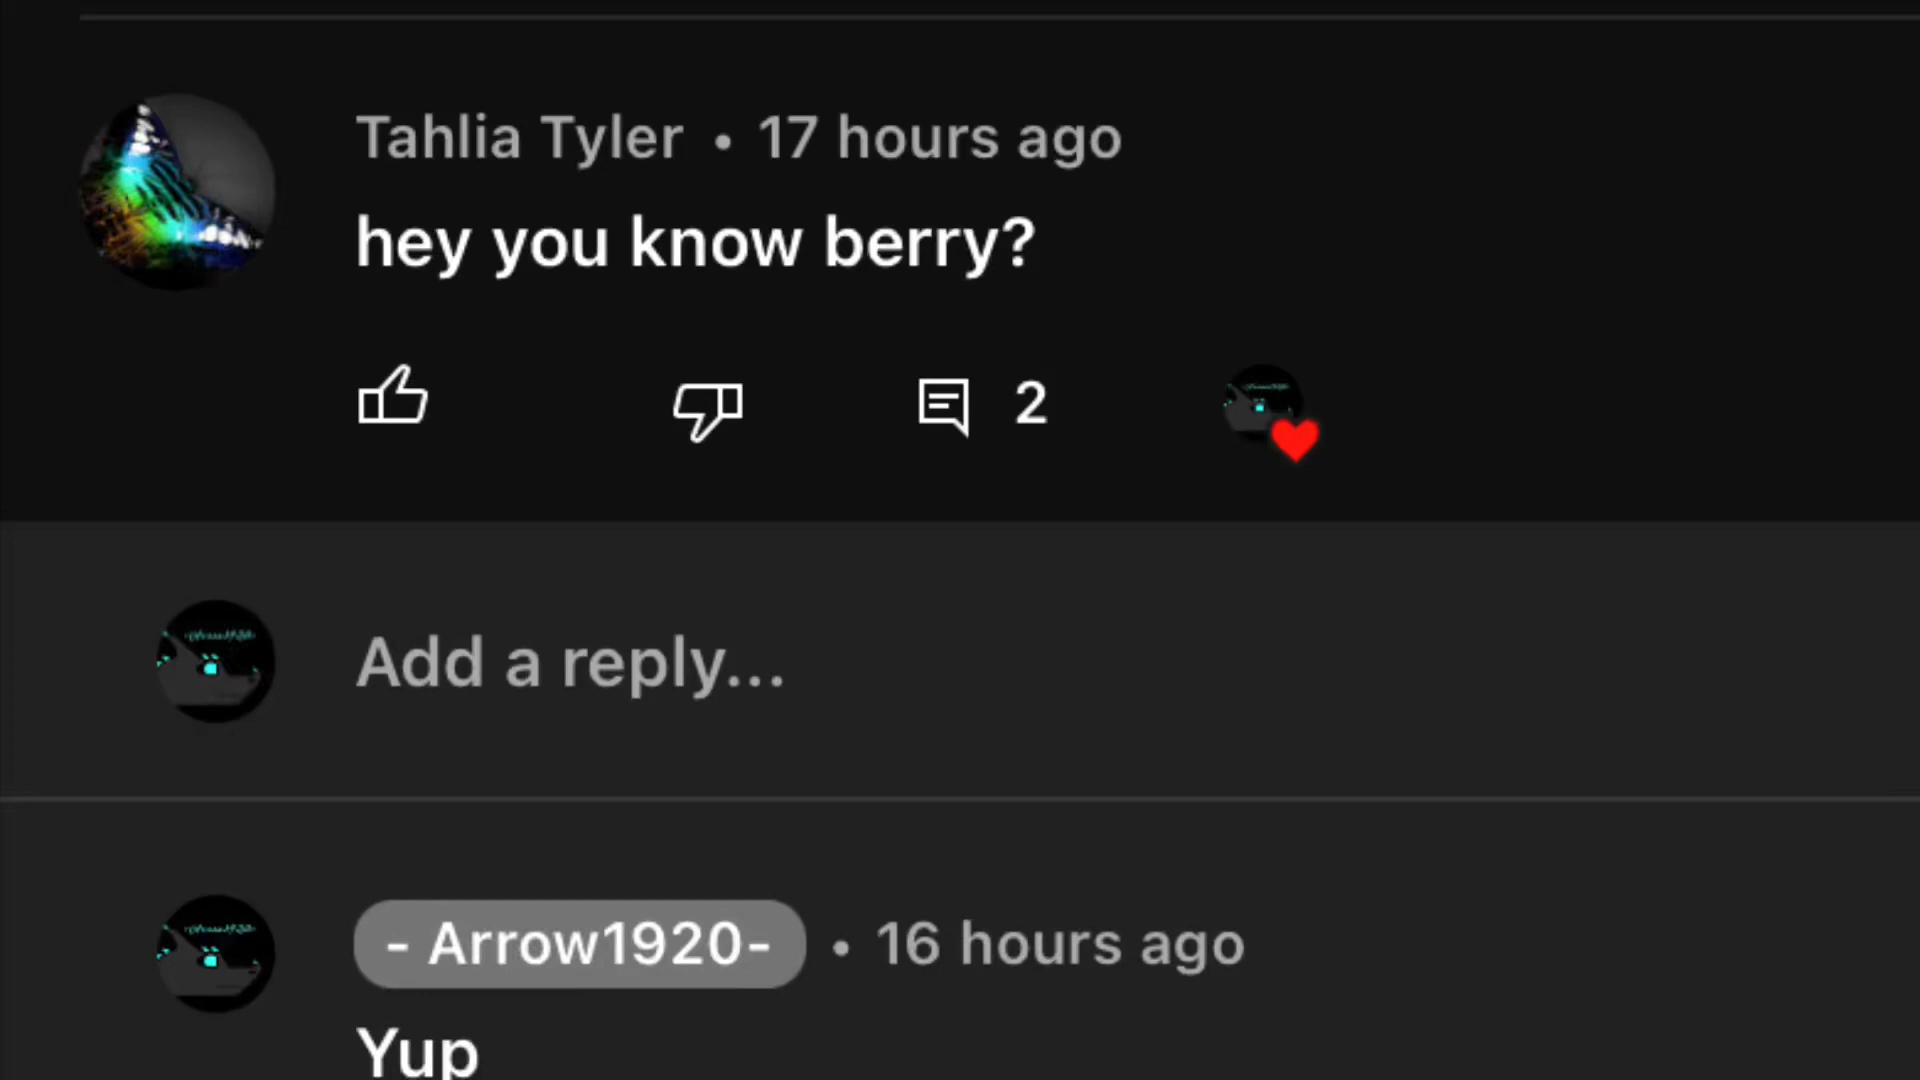 Tahlia Tyler • 17 hours ago
hey you know berry?
2
Add a reply...
- Arrow1920- • 16 hours ago
Yup